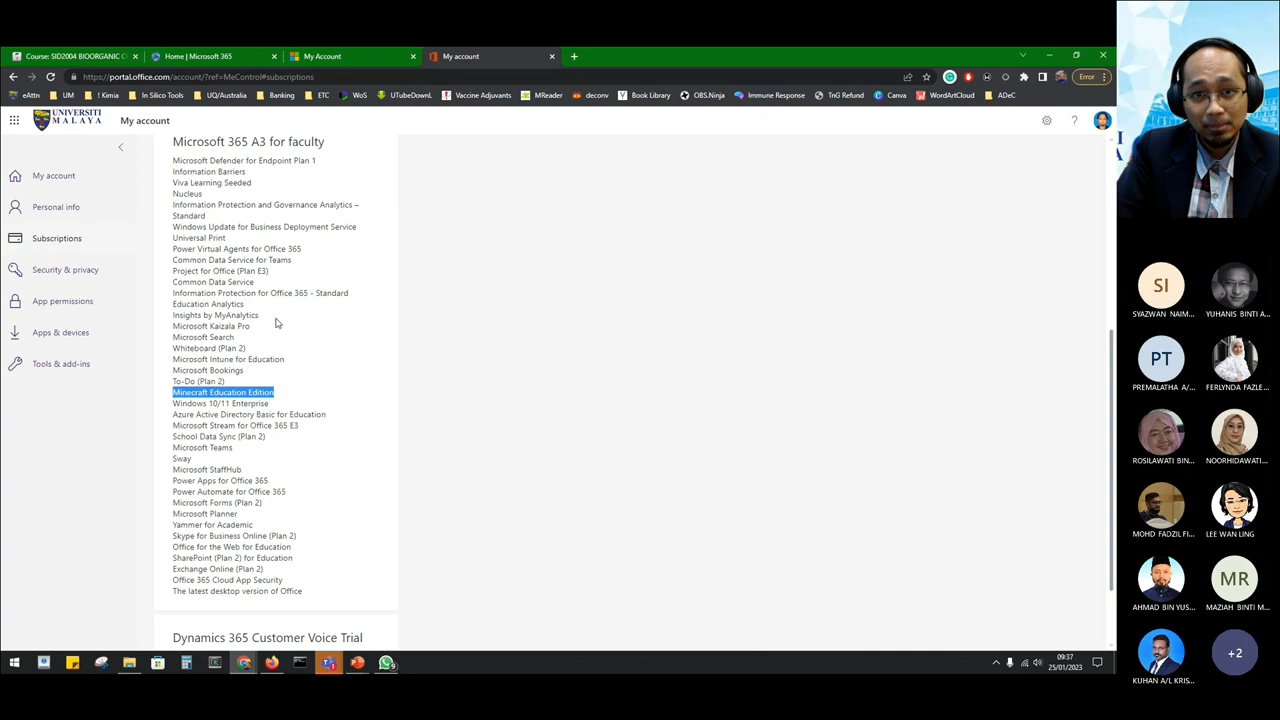 Course: SID2004 BIOORGANIC C
Home | Microsoft 365
My Account
My account
https://portal.office.com/account/?ref=MeControl#subscriptions
Error
eAttn
UM
! Kimia
In Silico Tools
UQ/Australia
Banking
ETC
WoS
UTubeDownL
Vaccine Adjuvants
MReader
deconv
Book Library
OBS.Ninja
Immune Response
TnG Refund
Canva
WordArtCloud
ADeC
UNIVERSITI
MALAYA
My account
My account
Personal info
Subscriptions
Security & privacy
App permissions
Apps & devices
Tools & add-ins
Microsoft 365 A3 for faculty
Microsoft Defender for Endpoint Plan 1
Information Barriers
Viva Learning Seeded
Nucleus
Information Protection and Governance Analytics –
Standard
Windows Update for Business Deployment Service
Universal Print
Power Virtual Agents for Office 365
Common Data Service for Teams
Project for Office (Plan E3)
Common Data Service
Information Protection for Office 365 - Standard
Education Analytics
Insights by MyAnalytics
Microsoft Kaizala Pro
Microsoft Search
Whiteboard (Plan 2)
Microsoft Intune for Education
Microsoft Bookings
To-Do (Plan 2)
Minecraft Education Edition
Windows 10/11 Enterprise
Azure Active Directory Basic for Education
Microsoft Stream for Office 365 E3
School Data Sync (Plan 2)
Microsoft Teams
Sway
Microsoft StaffHub
Power Apps for Office 365
Power Automate for Office 365
Microsoft Forms (Plan 2)
Microsoft Planner
Yammer for Academic
Skype for Business Online (Plan 2)
Office for the Web for Education
SharePoint (Plan 2) for Education
Exchange Online (Plan 2)
Office 365 Cloud App Security
The latest desktop version of Office
Dynamics 365 Customer Voice Trial
09:37
25/01/2023
SI
SYAZWAN NAIM...
YUHANIS BINTI A...
PT
PREMALATHA A/...
FERLYNDA FAZLE...
ROSILAWATI BIN...
NOORHIDAWATI...
MOHD FADZIL FI...
LEE WAN LING
AHMAD BIN YUS...
MR
MAZIAH BINTI M...
KUHAN A/L KRIS...
+2